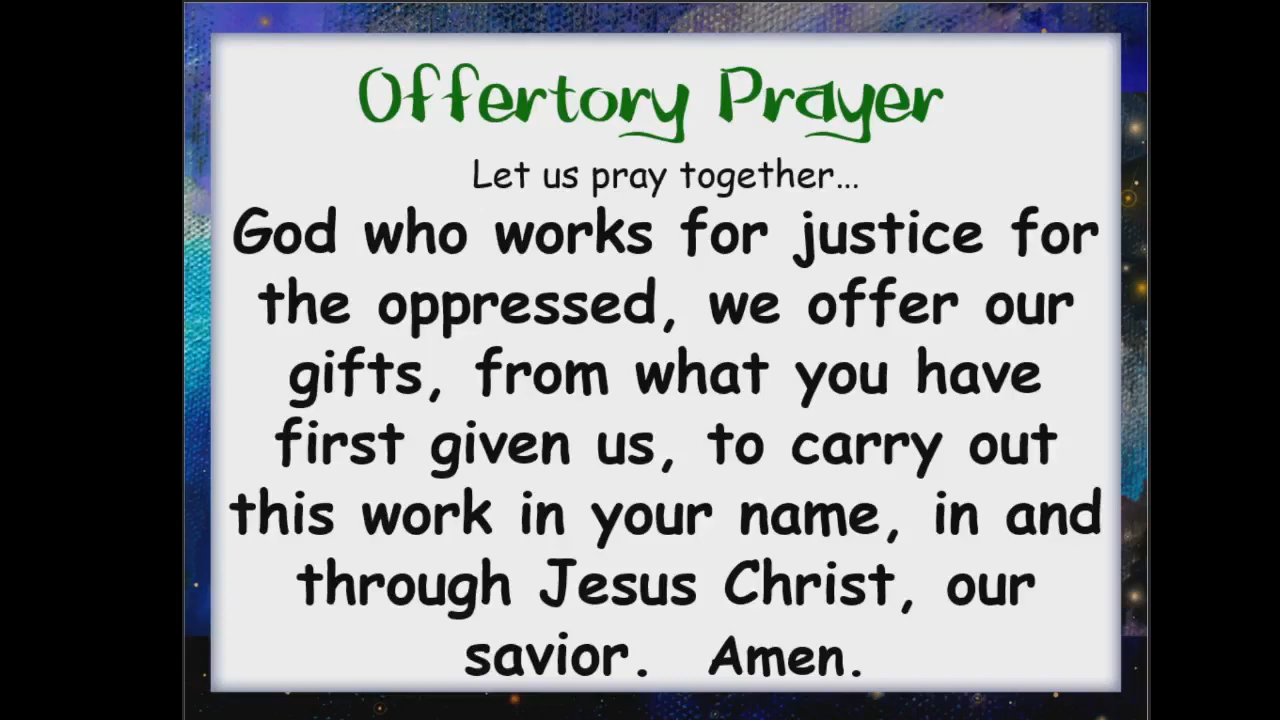 Offertory Prayer
Let us pray together...
God who works for justice for
the oppressed, we offer our
gifts, from what you have
first given us, to carry out
this work in your name, in and
through Jesus Christ, our
savior. Amen.